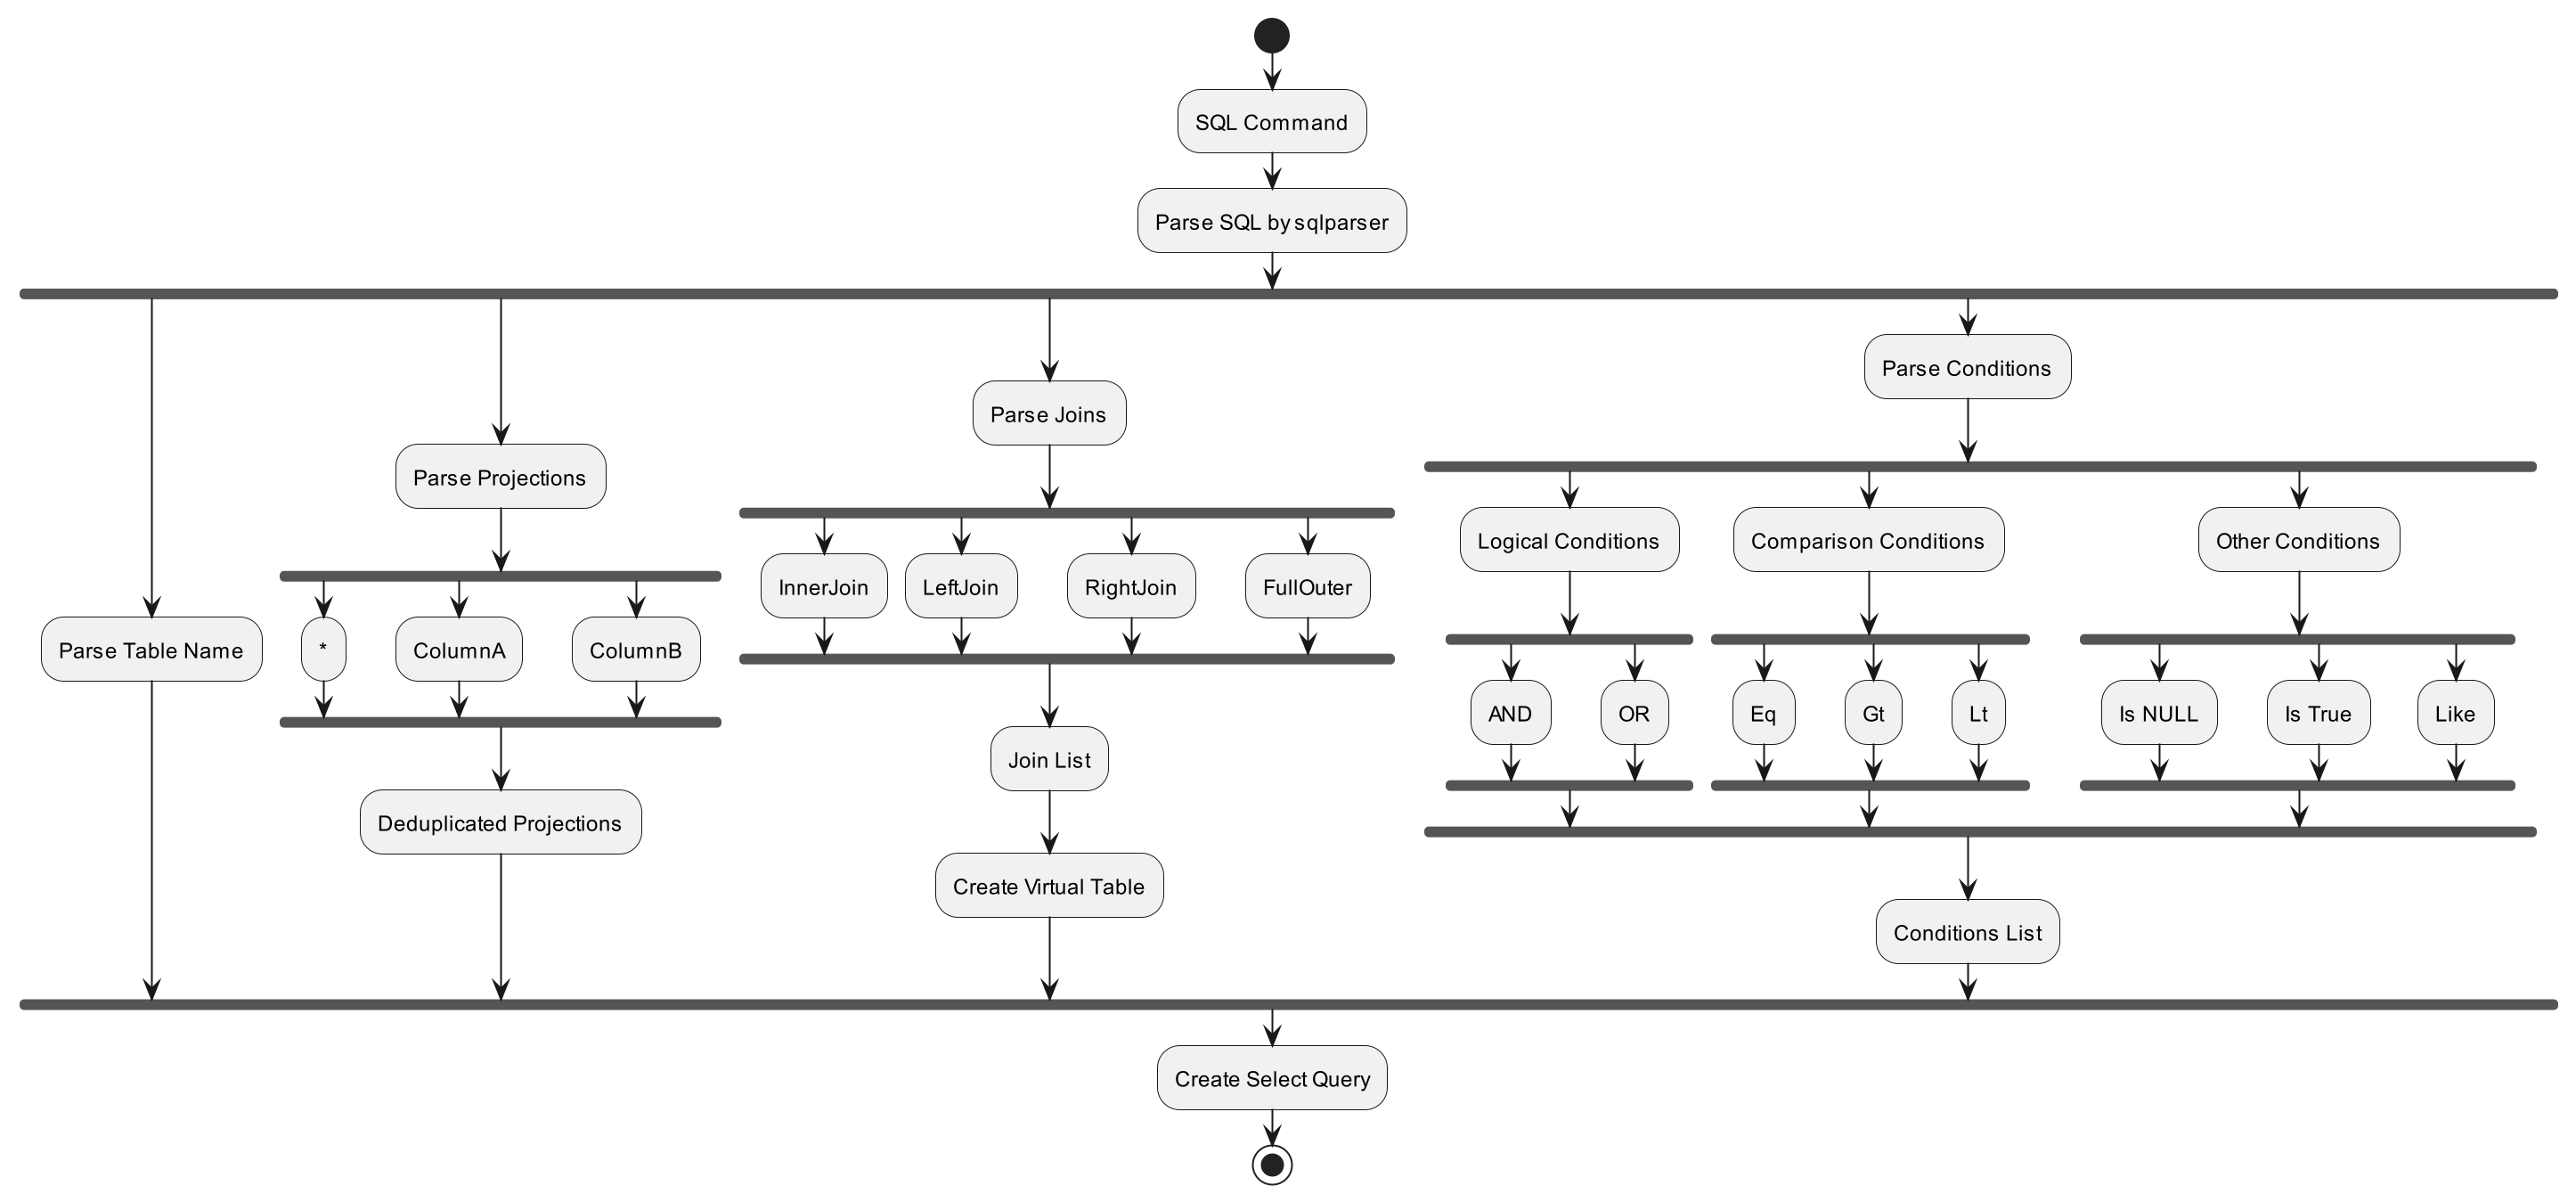 SQL Command
Parse SQL by sqlparser
Parse Table Name
Parse Projections
*
ColumnA
ColumnB
Deduplicated Projections
Parse Joins
InnerJoin
LeftJoin
RightJoin
FullOuter
Join List
Create Virtual Table
Parse Conditions
Logical Conditions
AND
OR
Comparison Conditions
Eq
Gt
Lt
Other Conditions
Is NULL
Is True
Like
Conditions List
Create Select Query